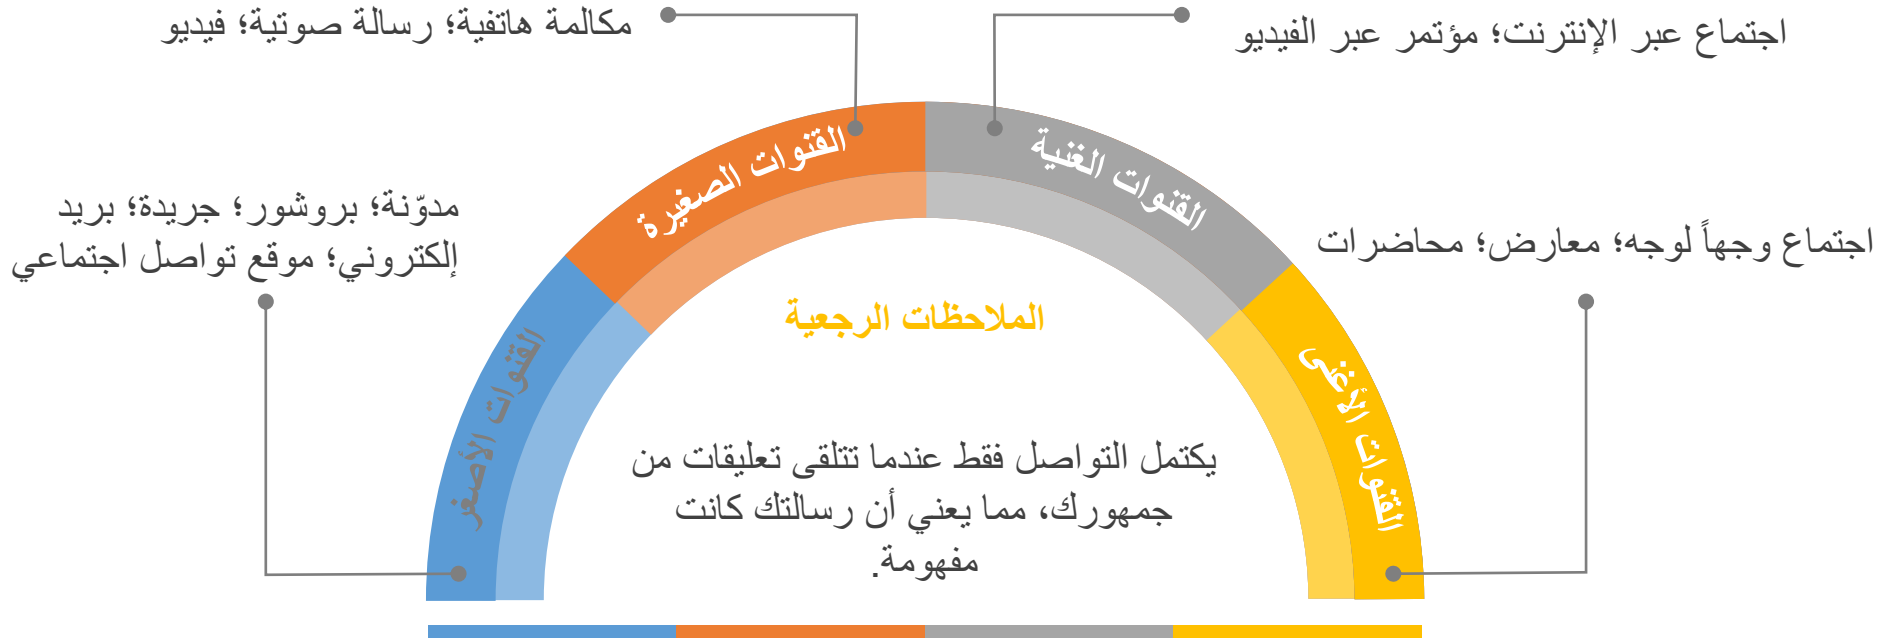 اجتماع عبر الإنترنت؛ مؤتمر عبر الفيديو
مكالمة هاتفية؛ رسالة صوتية؛ فيديو
القنوات الغنية
القنوات الصغيرة
اجتماع وجهاً لوجه؛ معارض؛ محاضرات
مدوّنة؛ بروشور؛ جريدة؛ بريد
إلكتروني؛ موقع تواصل اجتماعي
القنوات الأغنى
القنوات الأصغر
الملاحظات الرجعية
يكتمل التواصل فقط عندما تتلقى تعليقات من
جمهورك، مما يعني أن رسالتك كانت
مفهومة.